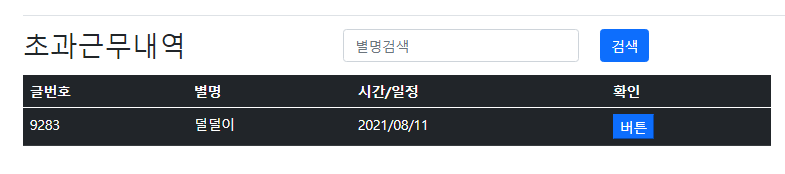 초과근무내역 별명검색 검색
글번호 별명 시간/일정 확인
9283 덜덜이 2021/08/11 버튼